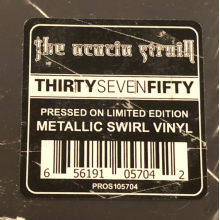 the acacia strain
THIRTYSEVENFIFTY
PRESSED ON LIMITED EDITION
METALLIC SWIRL VINYL
6 56191 05704 2
PROS105704